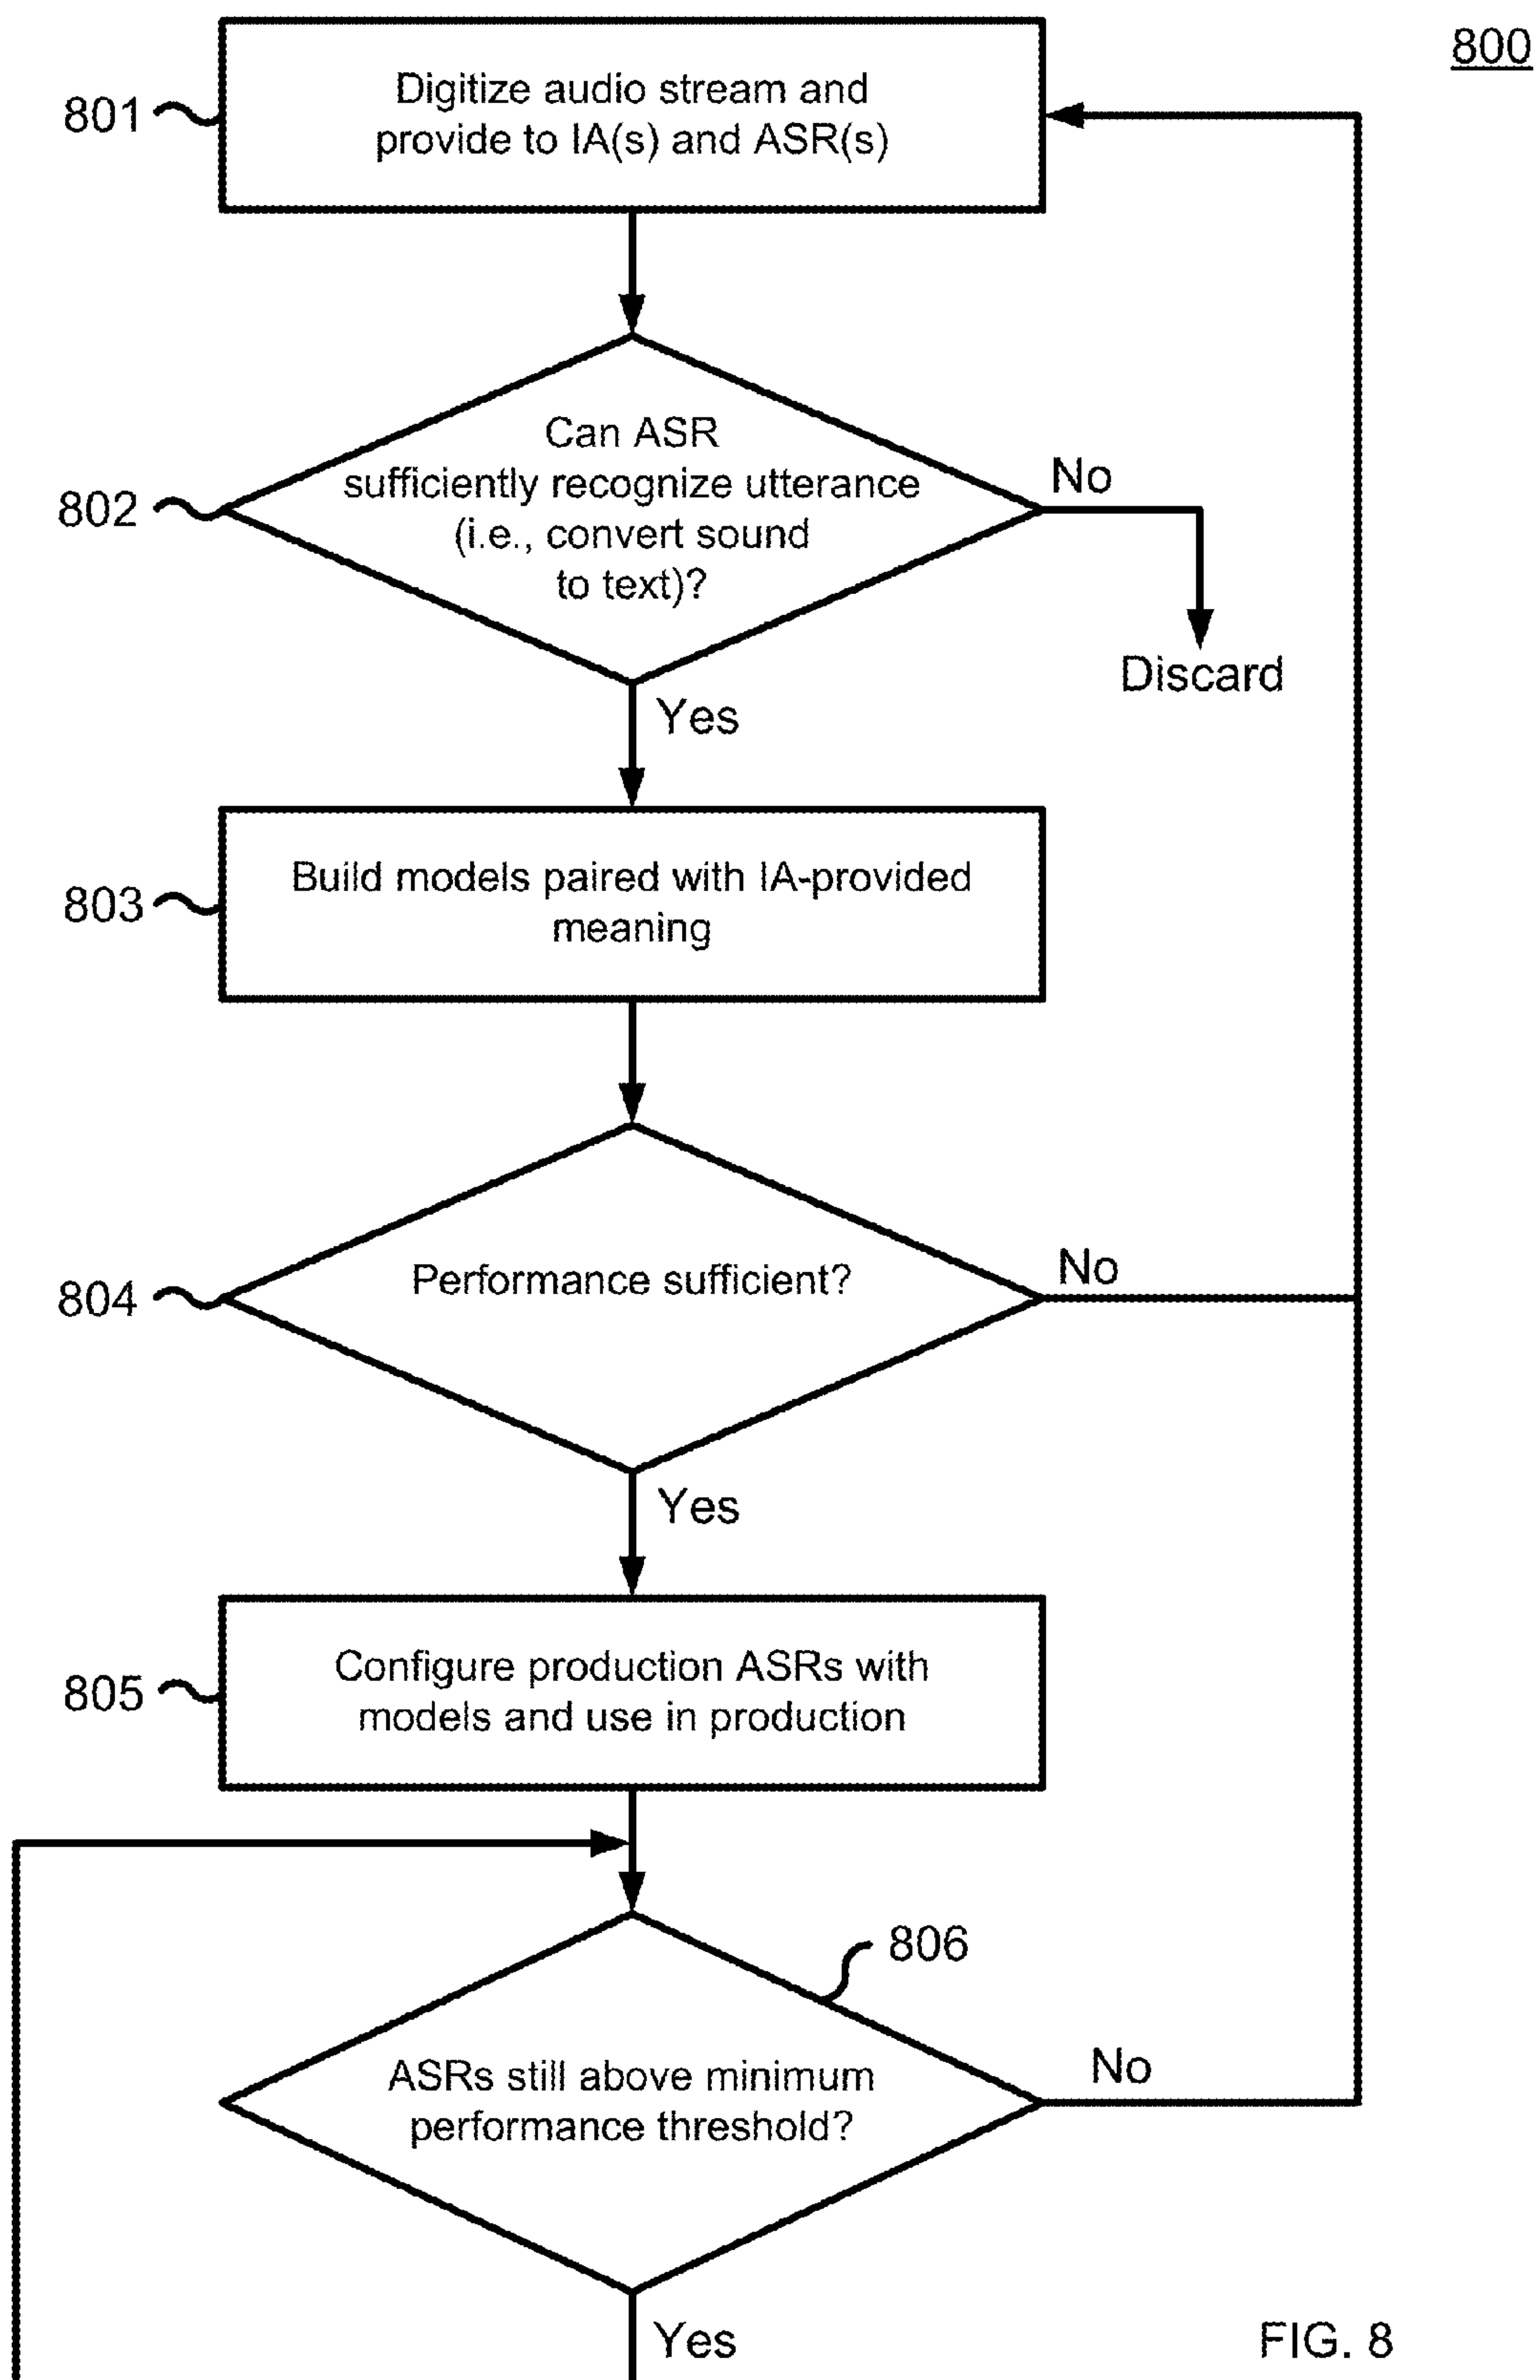 800
Digitize audio stream and
provide to IA(s) and ASR(s)
801
Can ASR
sufficiently recognize utterance
(i.e., convert sound
to text)?
802
No
Discard
Yes
Build models paired with IA-provided
meaning
803
Performance sufficient?
804
No
Yes
Configure production ASRs with
models and use in production
805
806
ASRs still above minimum
performance threshold?
No
Yes
FIG. 8